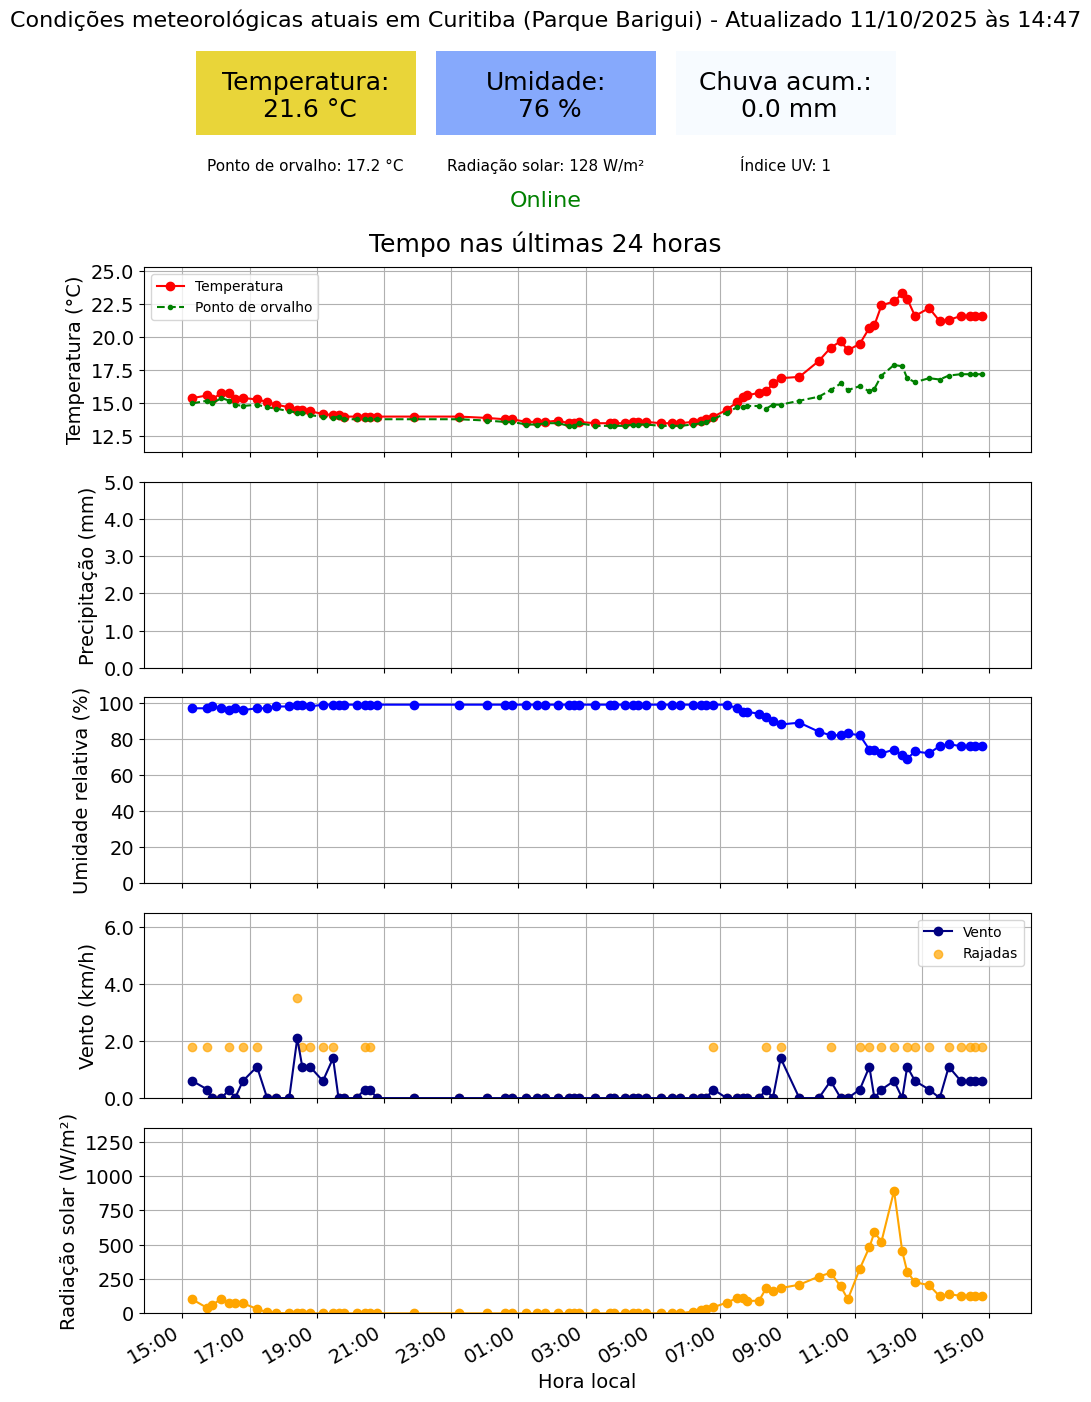 Condições meteorológicas atuais em Curitiba (Parque Barigui) - Atualizado 11/10/2025 às 14:47
Temperatura:
21.6 °C
Umidade:
76 %
Chuva acum.:
0.0 mm
Ponto de orvalho: 17.2 °C
Radiação solar: 128 W/m²
Índice UV: 1
Online
Tempo nas últimas 24 horas
Temperatura (°C)
25.0
22.5
20.0
17.5
15.0
12.5
Temperatura
Ponto de orvalho
Precipitação (mm)
5.0
4.0
3.0
2.0
1.0
0.0
Umidade relativa (%)
100
80
60
40
20
0
Vento (km/h)
6.0
4.0
2.0
0.0
Vento
Rajadas
Radiação solar (W/m²)
1250
1000
750
500
250
0
15:00
17:00
19:00
21:00
23:00
01:00
03:00
05:00
07:00
09:00
11:00
13:00
15:00
Hora local